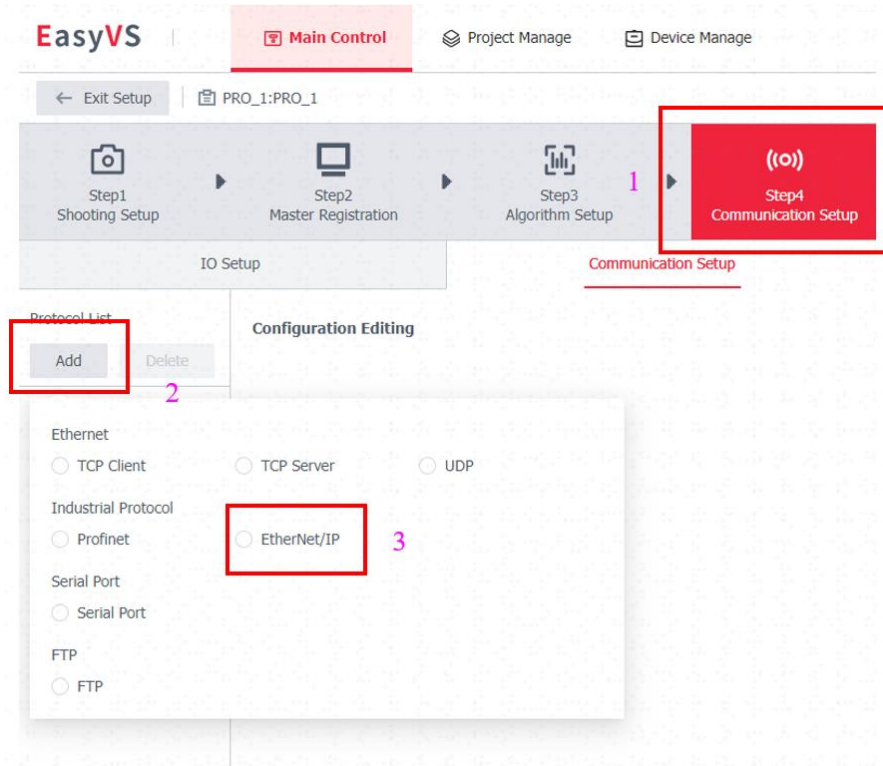 EasyVS Main Control Project Manage Device Manage
Exit Setup PRO_1:PRO_1
Step1 Step2 Step3 1 Step4
Shooting Setup Master Registration Algorithm Setup Communication Setup
IO Setup Communication Setup
Protocol List Configuration Editing
Add Delete
2
Ethernet
TCP Client TCP Server UDP
Industrial Protocol
Profinet EtherNet/IP 3
Serial Port
Serial Port
FTP
FTP